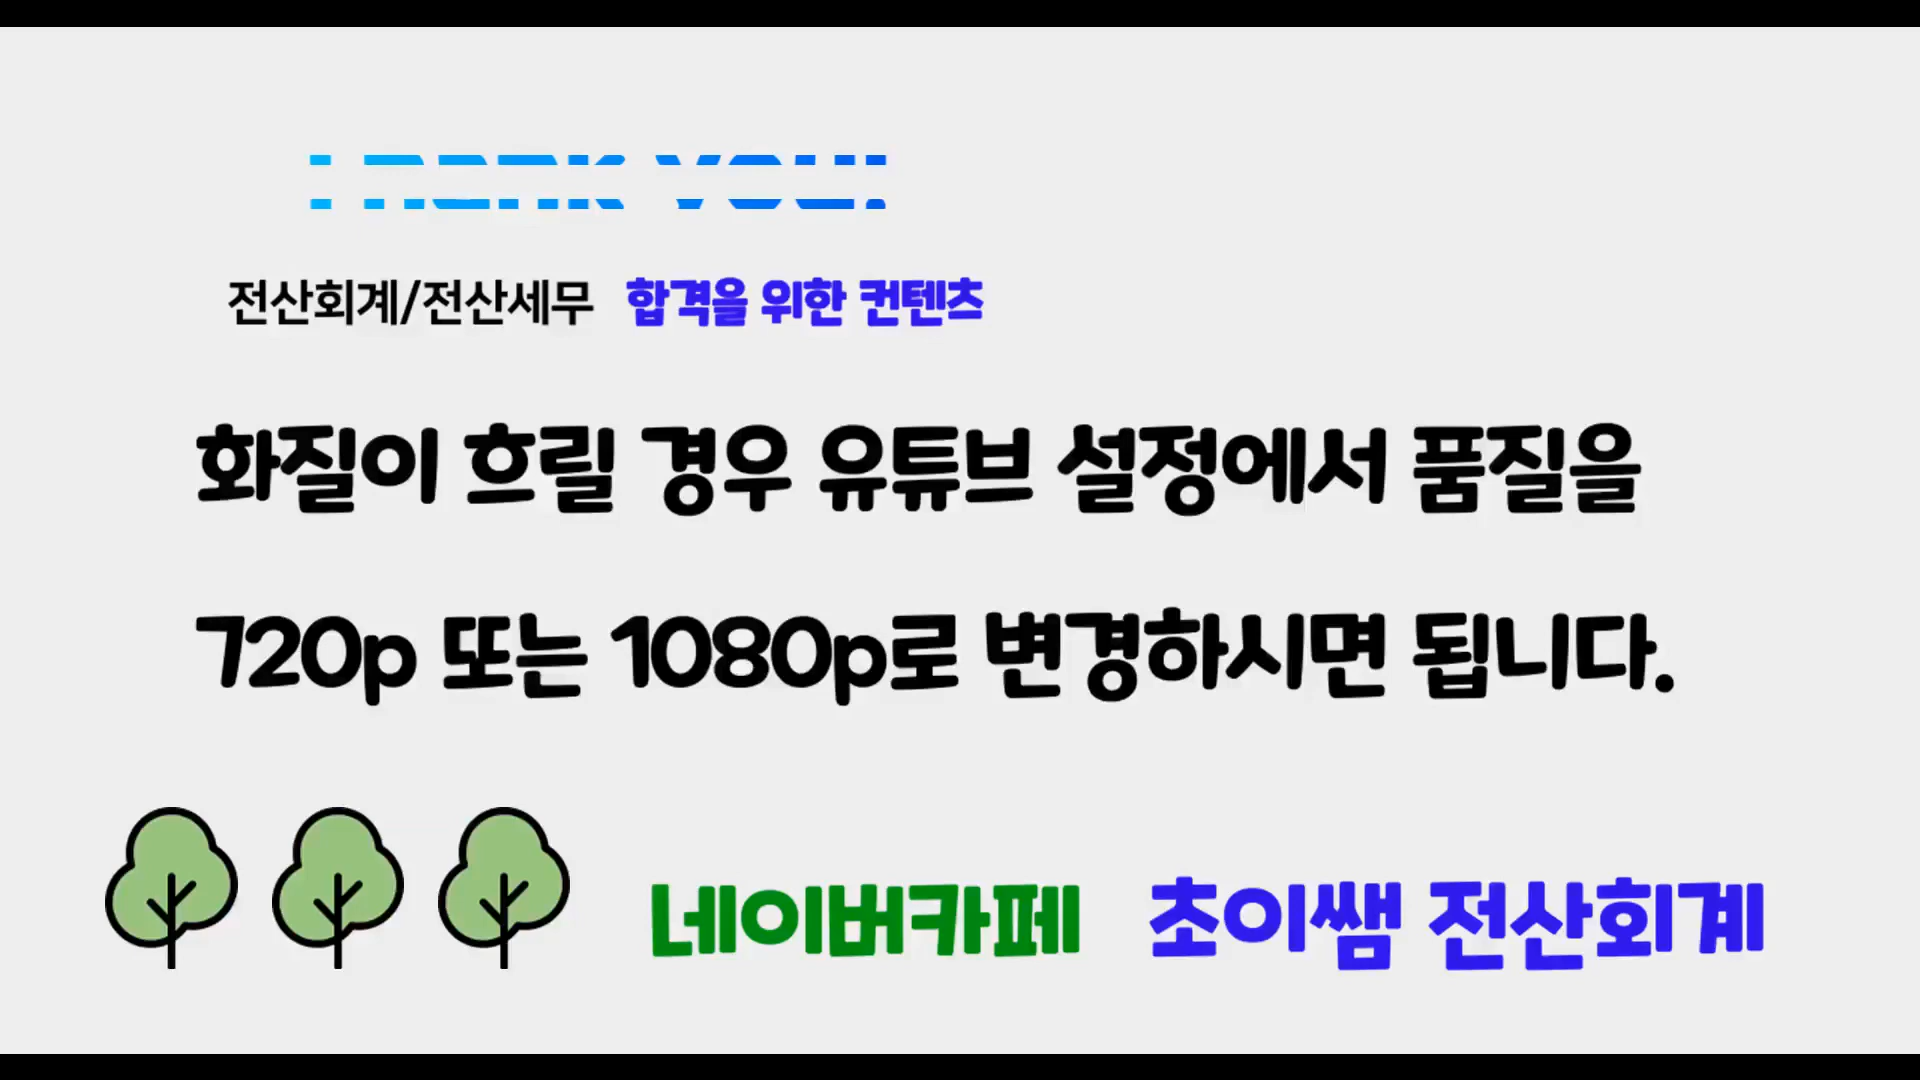 Thank you!
전산회계/전산세무 합격을 위한 컨텐츠
화질이 흐릴 경우 유튜브 설정에서 품질을
720p 또는 1080p로 변경하시면 됩니다.
네이버카페 초이쌤 전산회계